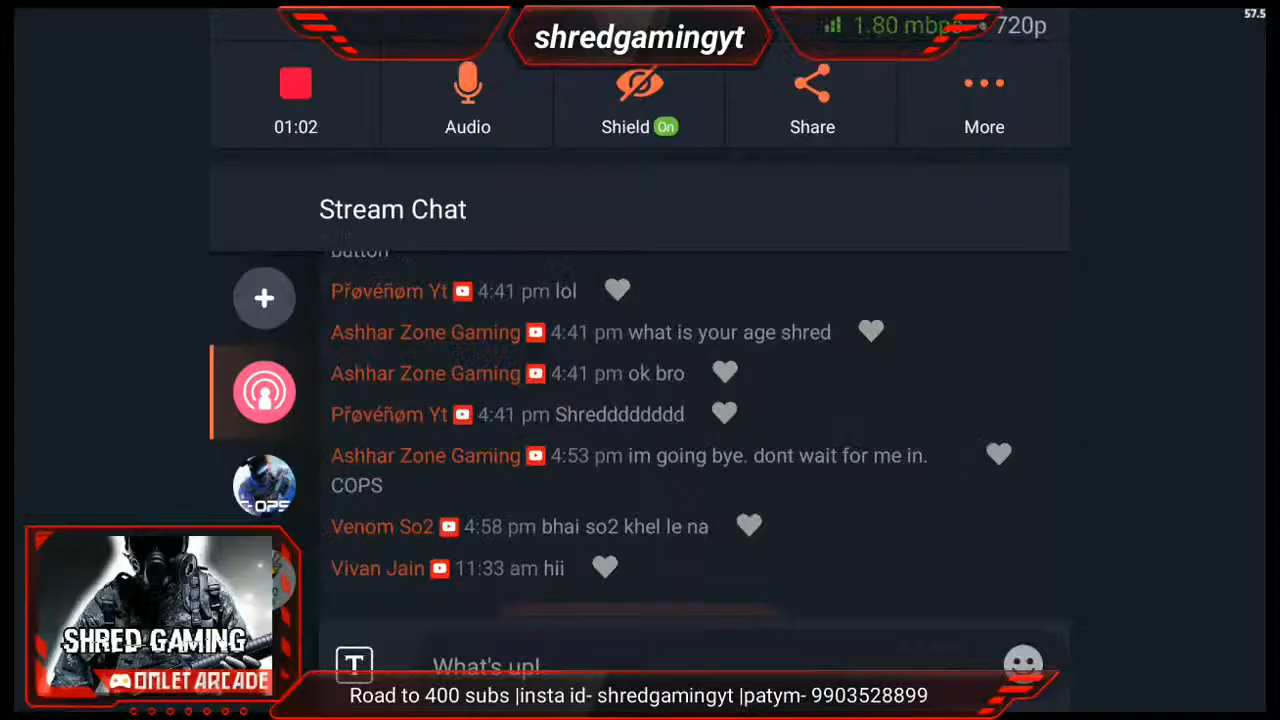 57.5
shredgamingyt
1.80 mbps
720p
01:02
Audio
Shield On
Share
More
Stream Chat
button
Přøvéñøm Yt 4:41 pm lol
Ashhar Zone Gaming 4:41 pm what is your age shred
Ashhar Zone Gaming 4:41 pm ok bro
Přøvéñøm Yt 4:41 pm Shredddddddd
Ashhar Zone Gaming 4:53 pm im going bye. dont wait for me in.
COPS
Venom So2 4:58 pm bhai so2 khel le na
Vivan Jain 11:33 am hii
C-OPS
SHRED GAMING
OMLET ARCADE
T
What's up!
Road to 400 subs |insta id- shredgamingyt |patym- 9903528899